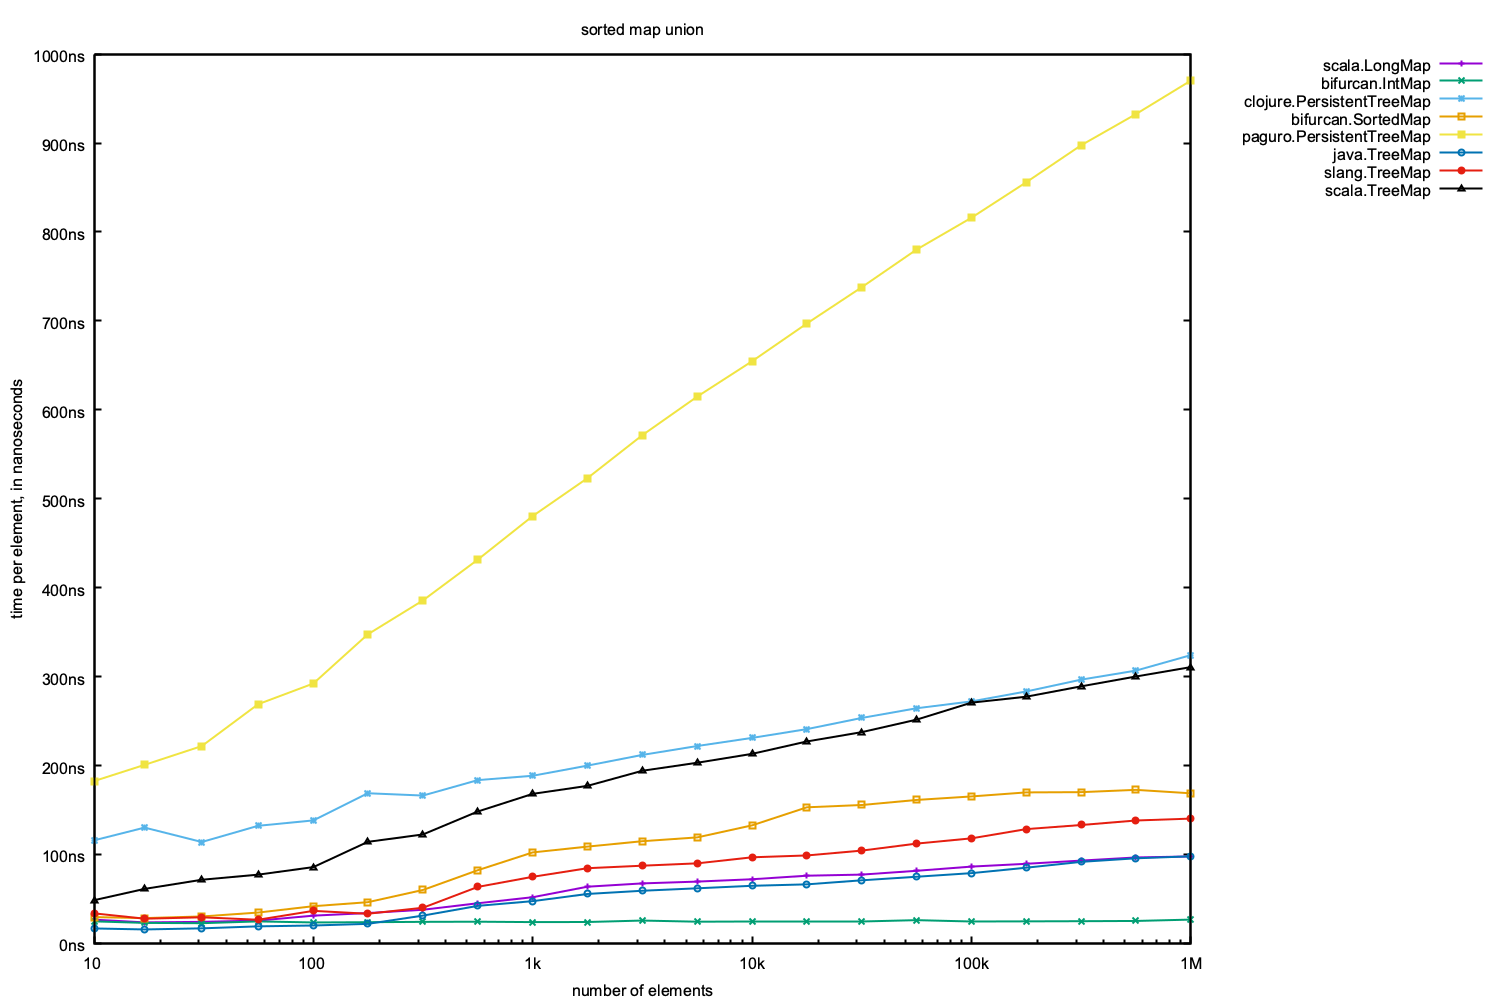 sorted map union
1000ns
900ns
800ns
700ns
600ns
500ns
400ns
300ns
200ns
100ns
0ns
time per element, in nanoseconds
10
100
1k
10k
100k
1M
number of elements
scala.LongMap
bifurcan.IntMap
clojure.PersistentTreeMap
bifurcan.SortedMap
paguro.PersistentTreeMap
java.TreeMap
slang.TreeMap
scala.TreeMap